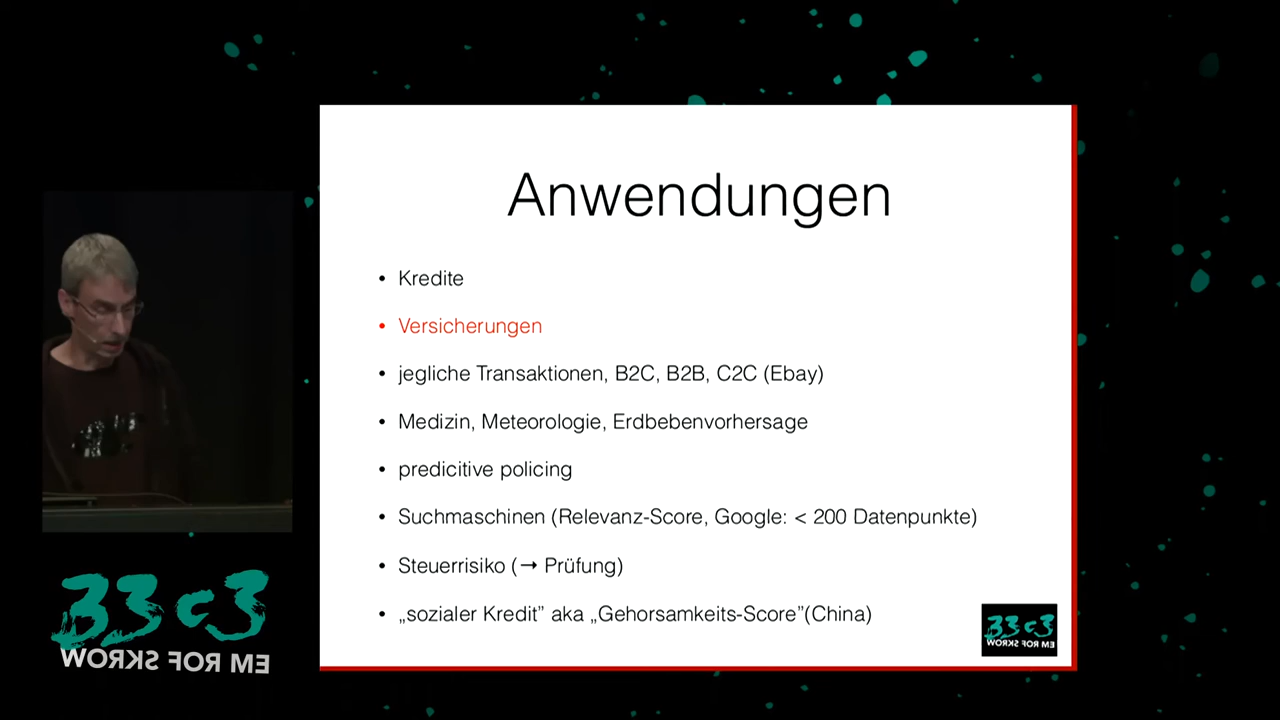 Anwendungen
• Kredite
• Versicherungen
• jegliche Transaktionen, B2C, B2B, C2C (Ebay)
• Medizin, Meteorologie, Erdbebenvorhersage
• predicitive policing
• Suchmaschinen (Relevanz-Score, Google: < 200 Datenpunkte)
• Steuerrisiko (→ Prüfung)
• „sozialer Kredit” aka „Gehorsamkeits-Score”(China)
33c3
WORKS FOR ME
33c3
WORKS FOR ME